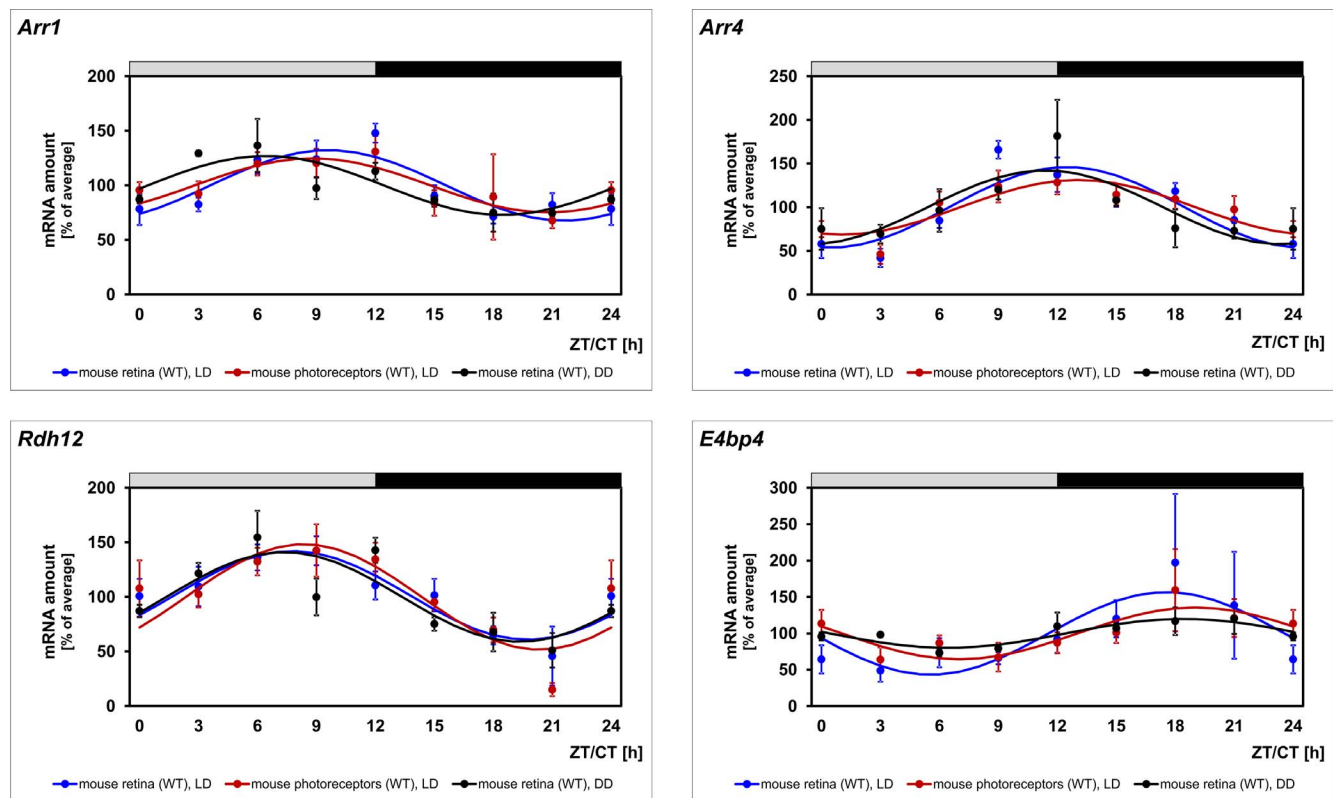 Arr1
mRNA amount
[% of average]
200
150
100
50
0
0 3 6 9 12 15 18 21 24
ZT/CT [h]
mouse retina (WT), LD mouse photoreceptors (WT), LD mouse retina (WT), DD
Arr4
mRNA amount
[% of average]
250
200
150
100
50
0
0 3 6 9 12 15 18 21 24
ZT/CT [h]
mouse retina (WT), LD mouse photoreceptors (WT), LD mouse retina (WT), DD
Rdh12
mRNA amount
[% of average]
200
150
100
50
0
0 3 6 9 12 15 18 21 24
ZT/CT [h]
mouse retina (WT), LD mouse photoreceptors (WT), LD mouse retina (WT), DD
E4bp4
mRNA amount
[% of average]
300
250
200
150
100
50
0
0 3 6 9 12 15 18 21 24
ZT/CT [h]
mouse retina (WT), LD mouse photoreceptors (WT), LD mouse retina (WT), DD